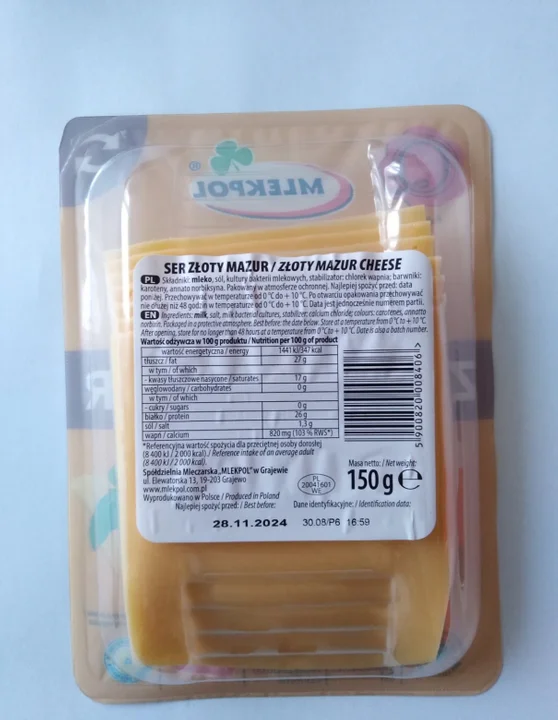 MLEKPOL ®
SER ZŁOTY MAZUR / ZŁOTY MAZUR CHEESE
PL Składniki: mleko, sól, kultury bakterii mlekowych, stabilizator: chlorek wapnia; barwniki:
karoteny, annato norbiksyna. Pakowany w atmosferze ochronnej. Najlepiej spożyć przed: data
poniżej. Przechowywać w temperaturze od 0 °C do + 10 °C. Po otwarciu opakowania przechowywać
nie dłużej niż 48 godzin w temperaturze od 0 °C do + 10 °C. Data jest jednocześnie numerem partii.
EN Ingredients: milk, salt, milk bacterial cultures, stabilizer: calcium chloride; colours: carotenes, annatto
norbixin. Packaged in a protective atmosphere. Best before: the date below. Store at a temperature from 0 °C to + 10 °C.
After opening, store for no longer than 48 hours at a temperature from 0 °C to + 10 °C. Date is also a batch number.
Wartość odżywcza w 100 g produktu / Nutrition per 100 g of product
wartość energetyczna / energy 1441 kJ/347 kcal
tłuszcz / fat 27 g
w tym / of which
- kwasy tłuszczowe nasycone / saturates 17 g
węglowodany / carbohydrates 0 g
w tym / of which
- cukry / sugars 0 g
białko / protein 26 g
sól / salt 1,3 g
wapń / calcium 820 mg (103 % RWS*)
*Referencyjna wartość spożycia dla przeciętnej osoby dorosłej
(8 400 kJ / 2 000 kcal). / Reference intake of an average adult
(8 400 kJ / 2 000 kcal).
Spółdzielnia Mleczarska „MLEKPOL” w Grajewie
ul. Elewatorska 13, 19-203 Grajewo
www.mlekpol.com.pl
Wyprodukowano w Polsce / Produced in Poland
5 900820 008406 >
Masa netto: / Net weight:
150 g ℮
PL
20041601
WE
Najlepiej spożyć przed: / Best before:
Dane identyfikacyjne: / Identification data:
28.11.2024
30.08/P6 16:59